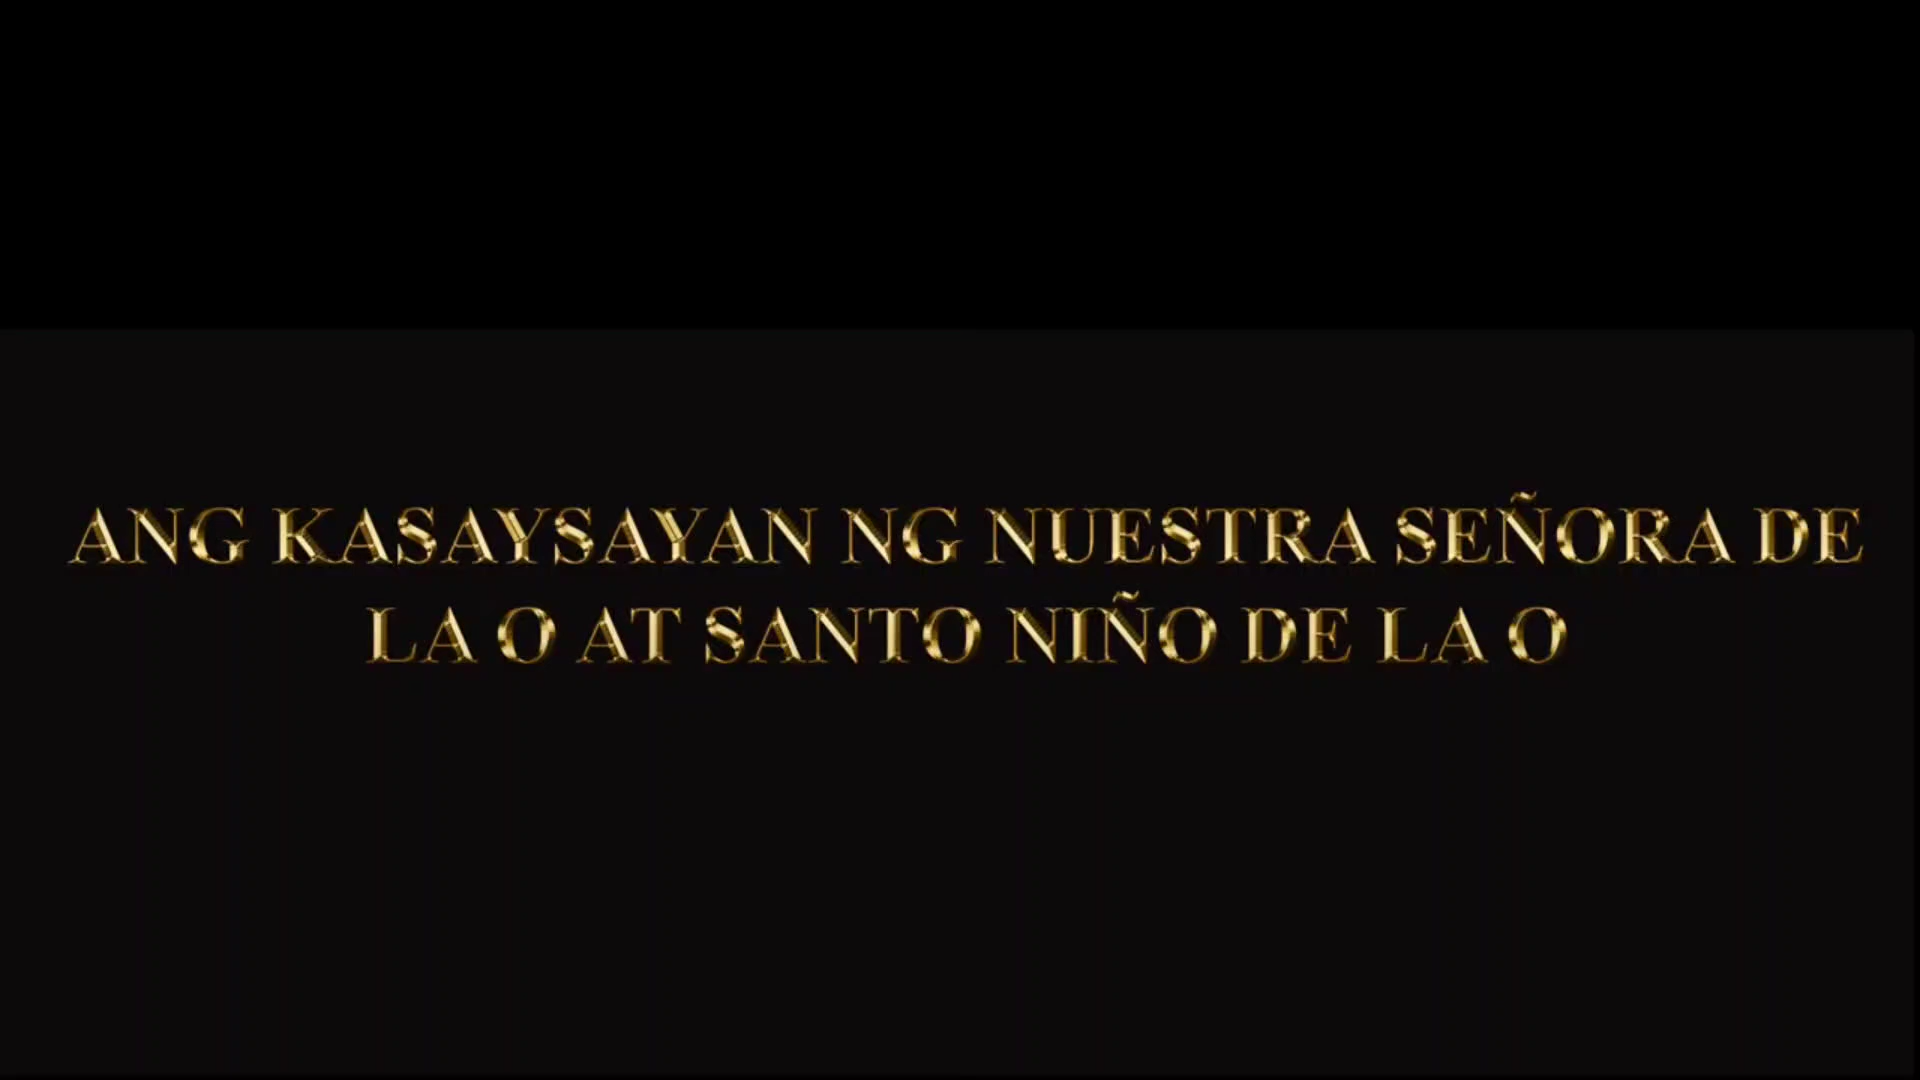 ANG KASAYSAYAN NG NUESTRA SEÑORA DE
LA O AT SANTO NIÑO DE LA O